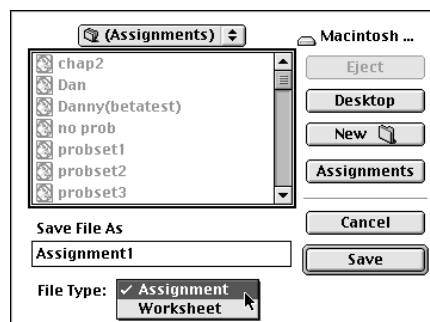 (Assignments)
Macintosh ...
chap2
Dan
Danny(betatest)
no prob
probset1
probset2
probset3
Eject
Desktop
New
Assignments
Save File As
Assignment1
Cancel
Save
File Type: ✓ Assignment
Worksheet